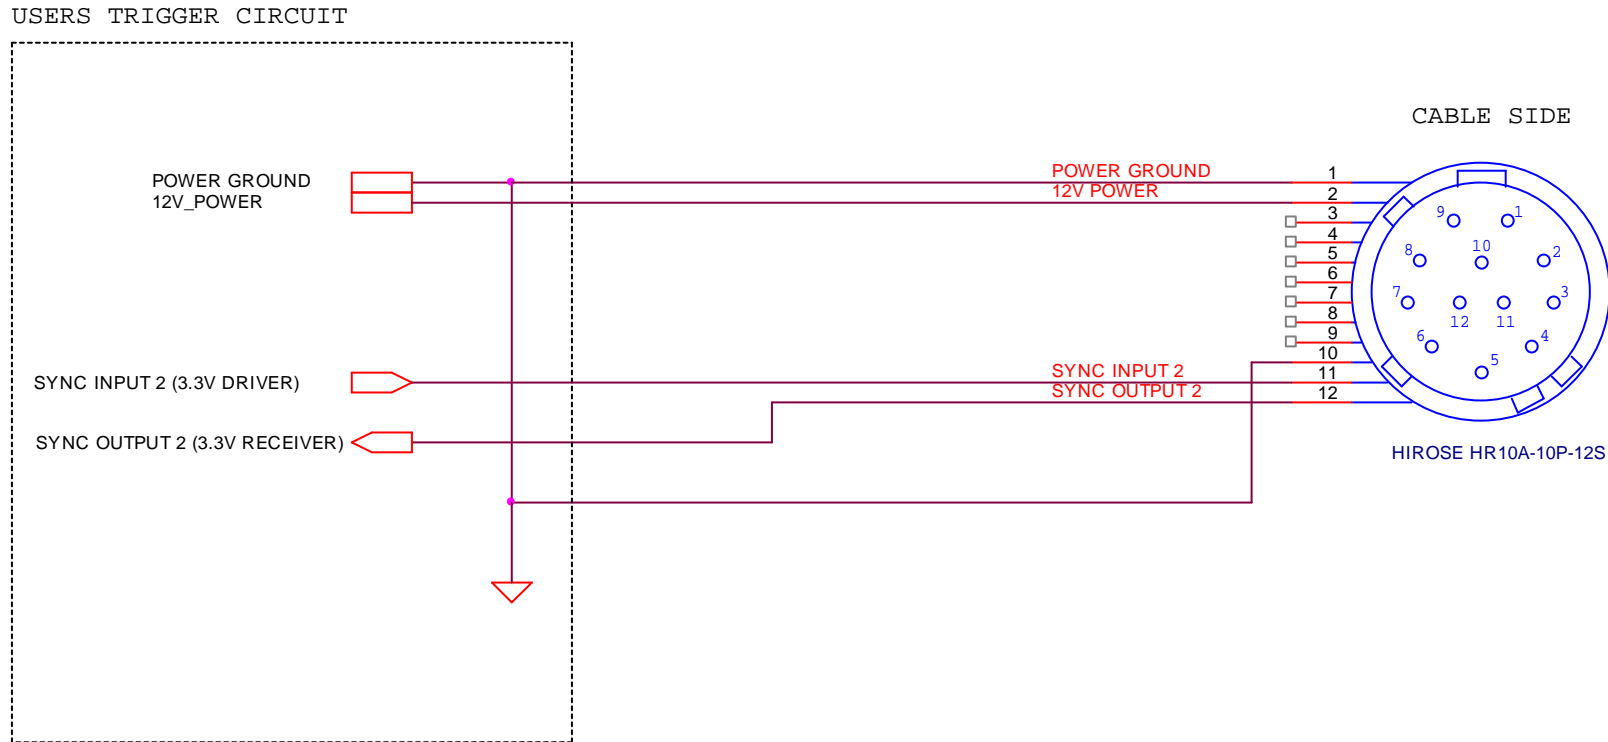 USERS TRIGGER CIRCUIT
CABLE SIDE
POWER GROUND
12V_POWER
POWER GROUND
12V POWER
1
2
3
4
5
6
7
8
9
10
11
12
9
1
10
8
2
7
3
12
11
6
4
5
SYNC INPUT 2 (3.3V DRIVER)
SYNC INPUT 2
SYNC OUTPUT 2
SYNC OUTPUT 2 (3.3V RECEIVER)
HIROSE HR10A-10P-12S